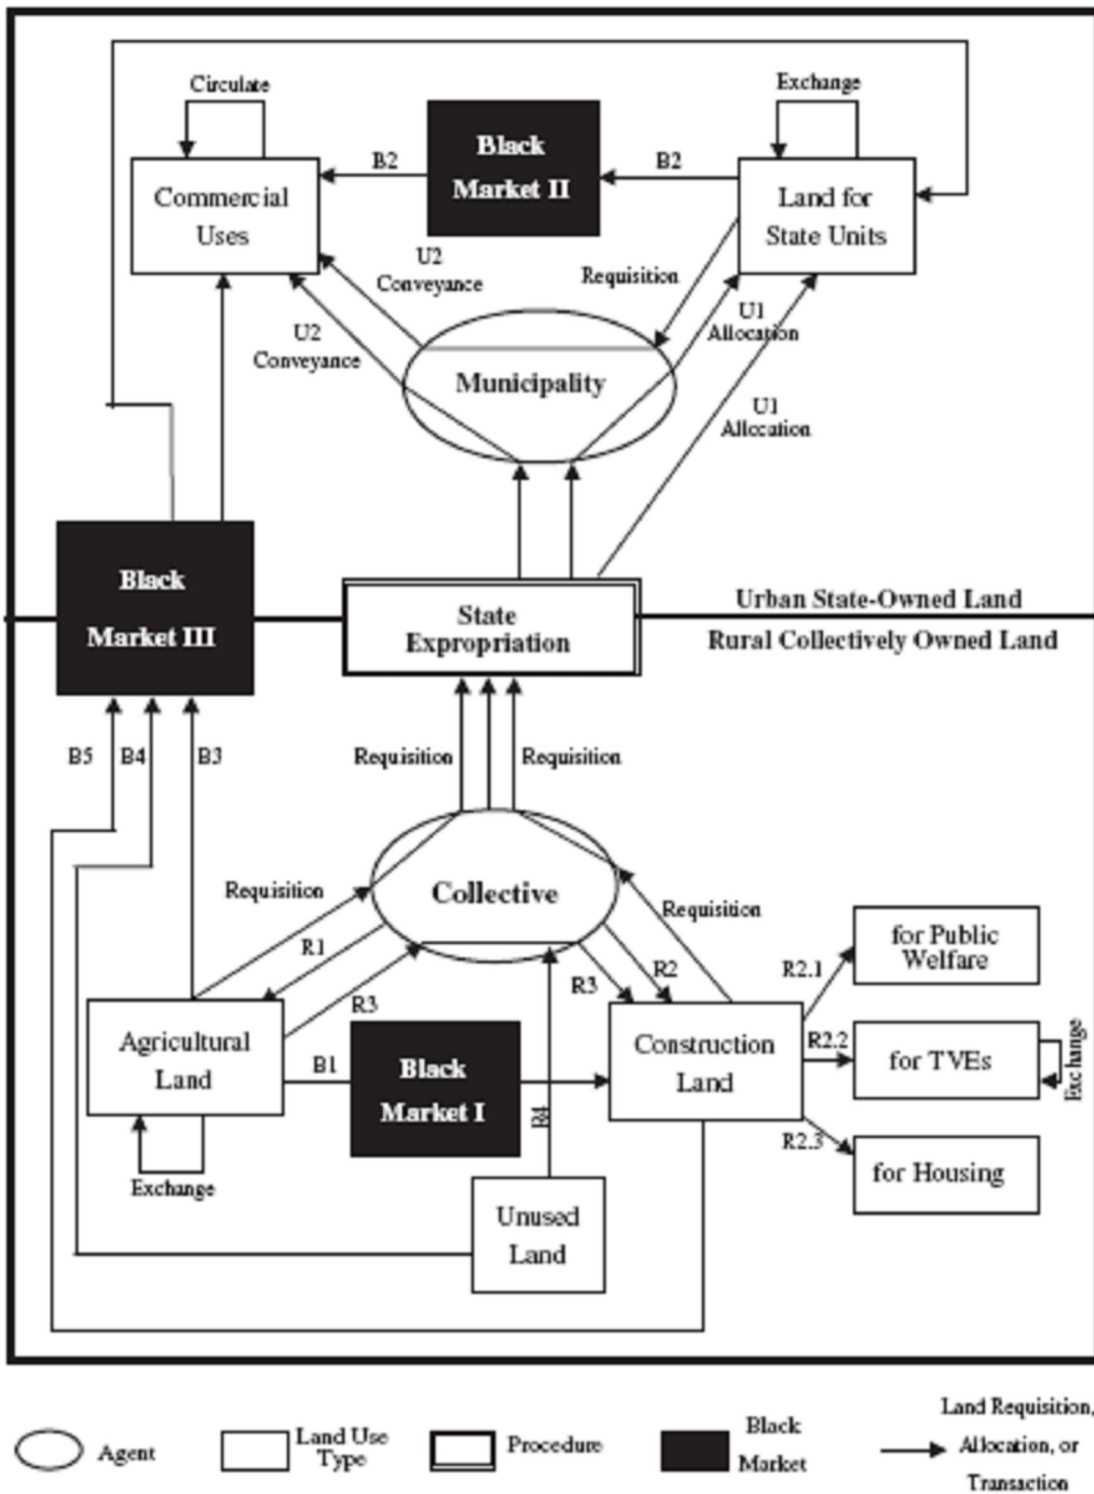 Circulate
Exchange
Black
Market II
B2
B2
Commercial
Uses
Land for
State Units
U2
Conveyance
Requisition
U2
Conveyance
U1
Allocation
Municipality
U1
Allocation
Black
Market III
State
Expropriation
Urban State-Owned Land
Rural Collectively Owned Land
B5
B4
B3
Requisition
Requisition
Requisition
Collective
Requisition
R1
R3
R3
R2
R2.1
for Public
Welfare
Agricultural
Land
B1
Black
Market I
R4
Construction
Land
R2.2
for TVEs
Exchange
R2.3
for Housing
Exchange
Unused
Land
Agent
Land Use
Type
Procedure
Black
Market
Land Requisition,
Allocation, or
Transaction